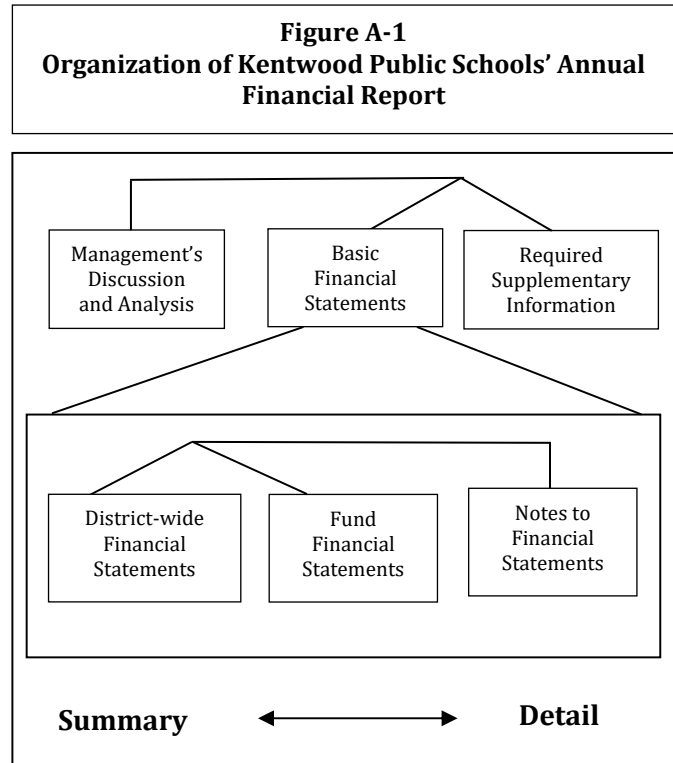 Figure A-1
Organization of Kentwood Public Schools’ Annual
Financial Report
Management’s
Discussion
and Analysis
Basic
Financial
Statements
Required
Supplementary
Information
District-wide
Financial
Statements
Fund
Financial
Statements
Notes to
Financial
Statements
Summary
Detail